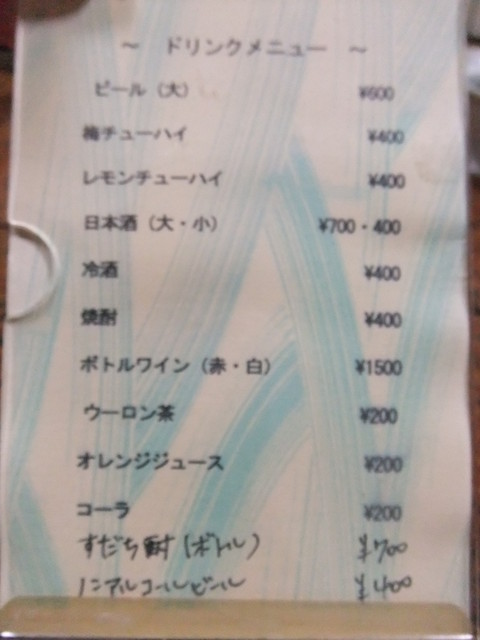 ～ ドリンクメニュー ～
ビール（大） ¥600
梅チューハイ ¥400
レモンチューハイ ¥400
日本酒（大・小） ¥700・400
冷酒 ¥400
焼酎 ¥400
ボトルワイン（赤・白） ¥1500
ウーロン茶 ¥200
オレンジジュース ¥200
コーラ ¥200
すだち酎（ボトル） ¥700
ノンアルコールビール ¥400